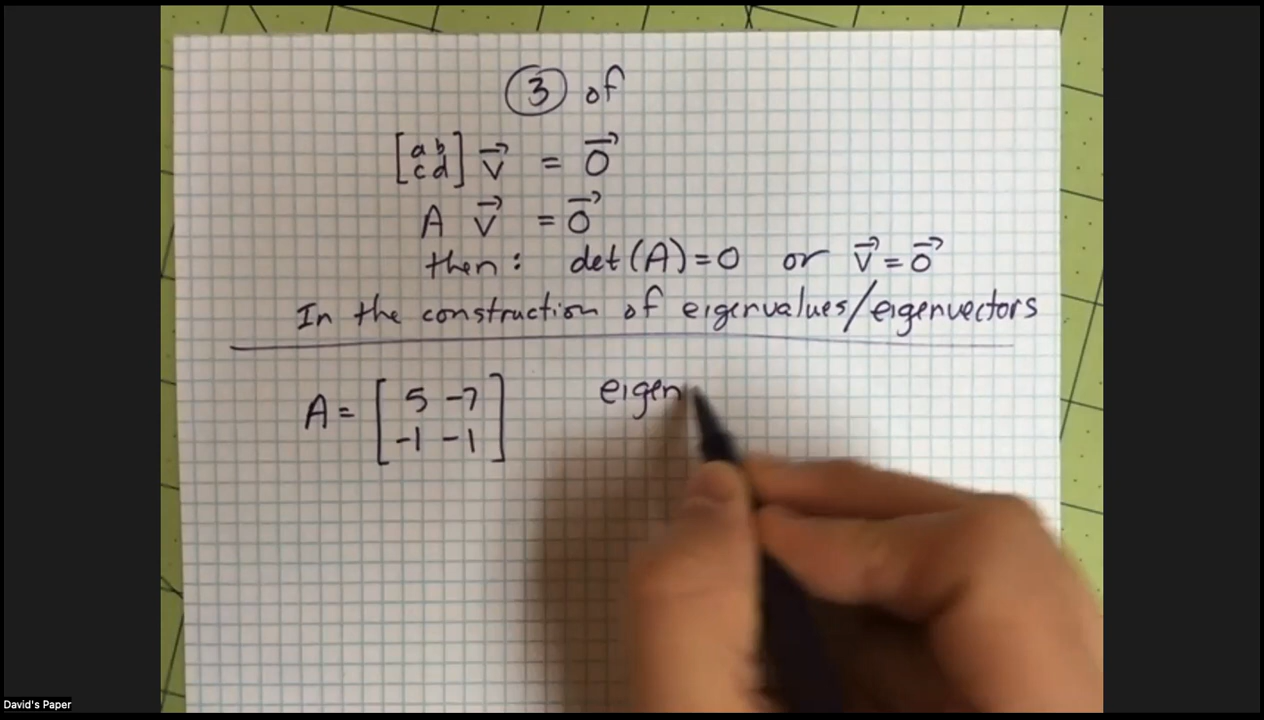 ③ of
[a b
c d] v⃗ = 0⃗
A v⃗ = 0⃗
then: det(A)=0 or v⃗=0⃗
In the construction of eigenvalues/eigenvectors
A = [5 -7
-1 -1] eigen
David's Paper